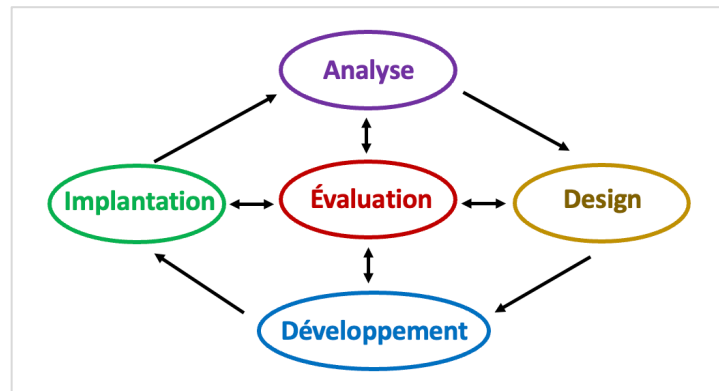 Analyse
Implantation
Évaluation
Design
Développement